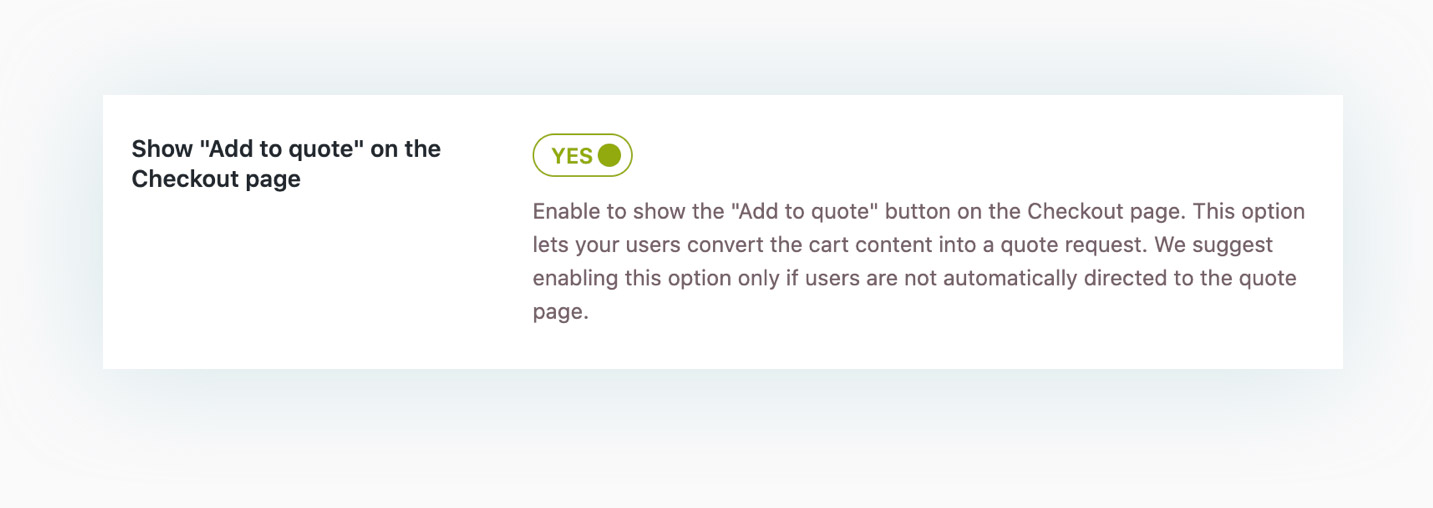 Show "Add to quote" on the
Checkout page
YES
Enable to show the "Add to quote" button on the Checkout page. This option
lets your users convert the cart content into a quote request. We suggest
enabling this option only if users are not automatically directed to the quote
page.